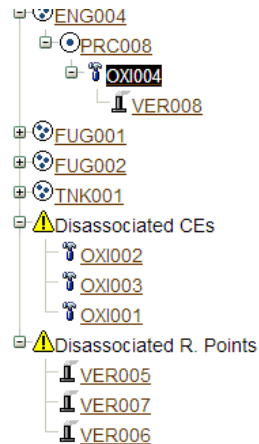 ENG004
PRC008
OXI004
VER008
FUG001
FUG002
TNK001
Disassociated CEs
OXI002
OXI003
OXI001
Disassociated R. Points
VER005
VER007
VER006